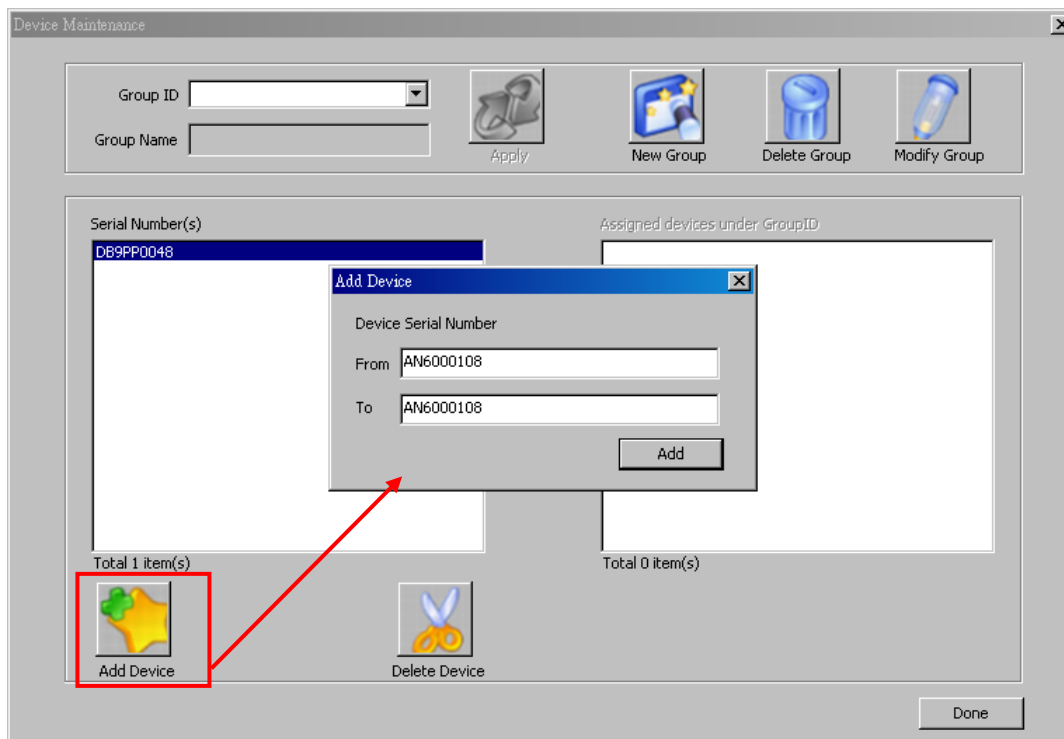 Device Maintenance
Group ID
Group Name
Apply
New Group
Delete Group
Modify Group
Serial Number(s)
Assigned devices under GroupID
DB9PP0048
Add Device
Device Serial Number
From AN6000108
To AN6000108
Add
Total 1 item(s)
Total 0 item(s)
Add Device
Delete Device
Done